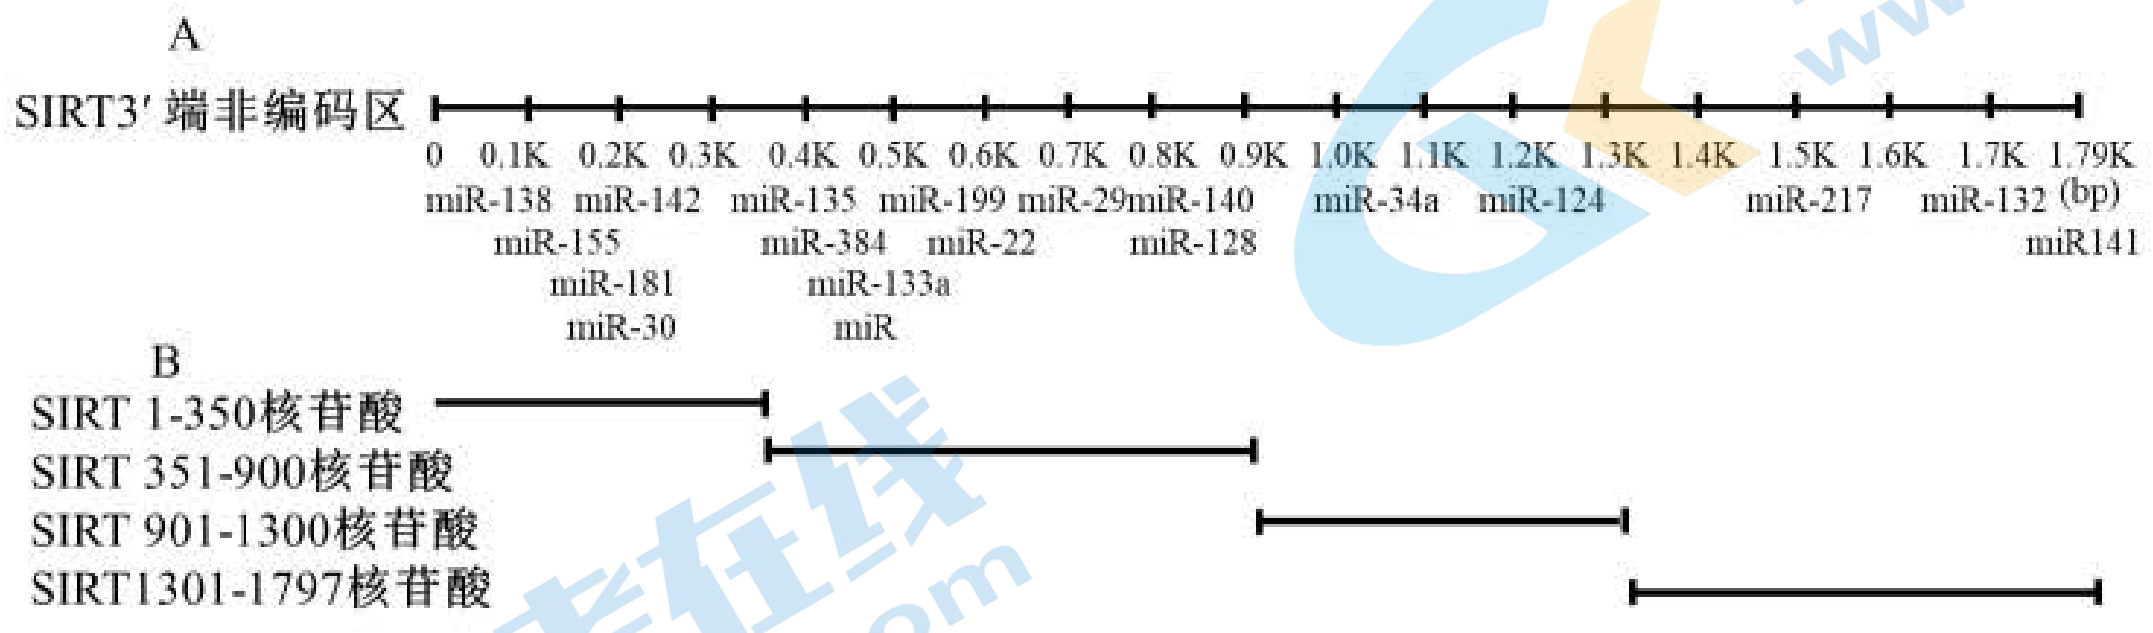 A
SIRT3′ 端非编码区
0 0.1K 0.2K 0.3K 0.4K 0.5K 0.6K 0.7K 0.8K 0.9K 1.0K 1.1K 1.2K 1.3K 1.4K 1.5K 1.6K 1.7K 1.79K
miR-138 miR-142 miR-135 miR-199 miR-29miR-140 miR-34a miR-124 miR-217 miR-132 (bp)
miR-155 miR-384 miR-22 miR-128 miR141
miR-181 miR-133a
miR-30 miR
B
SIRT 1-350核苷酸
SIRT 351-900核苷酸
SIRT 901-1300核苷酸
SIRT1301-1797核苷酸
在线
om